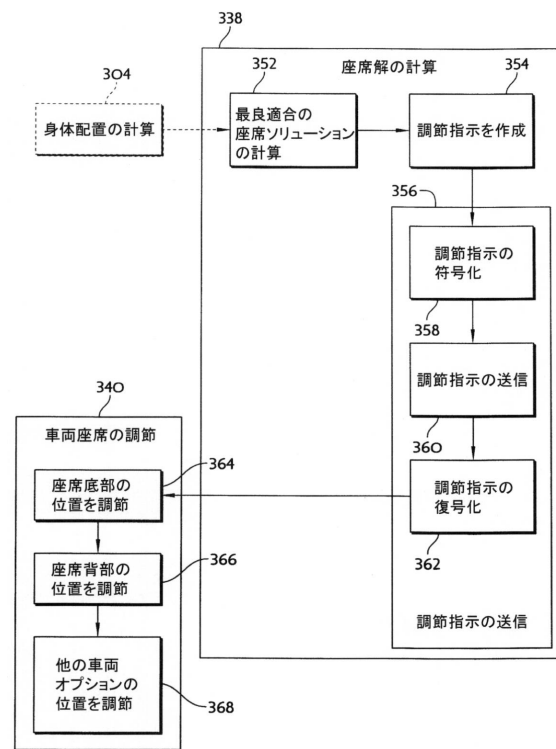 338
座席解の計算
304
身体配置の計算
352
最良適合の
座席ソリューション
の計算
354
調節指示を作成
356
調節指示の
符号化
358
調節指示の送信
360
調節指示の
復号化
362
調節指示の送信
340
車両座席の調節
364
座席底部の
位置を調節
366
座席背部の
位置を調節
他の車両
オプションの
位置を調節
368